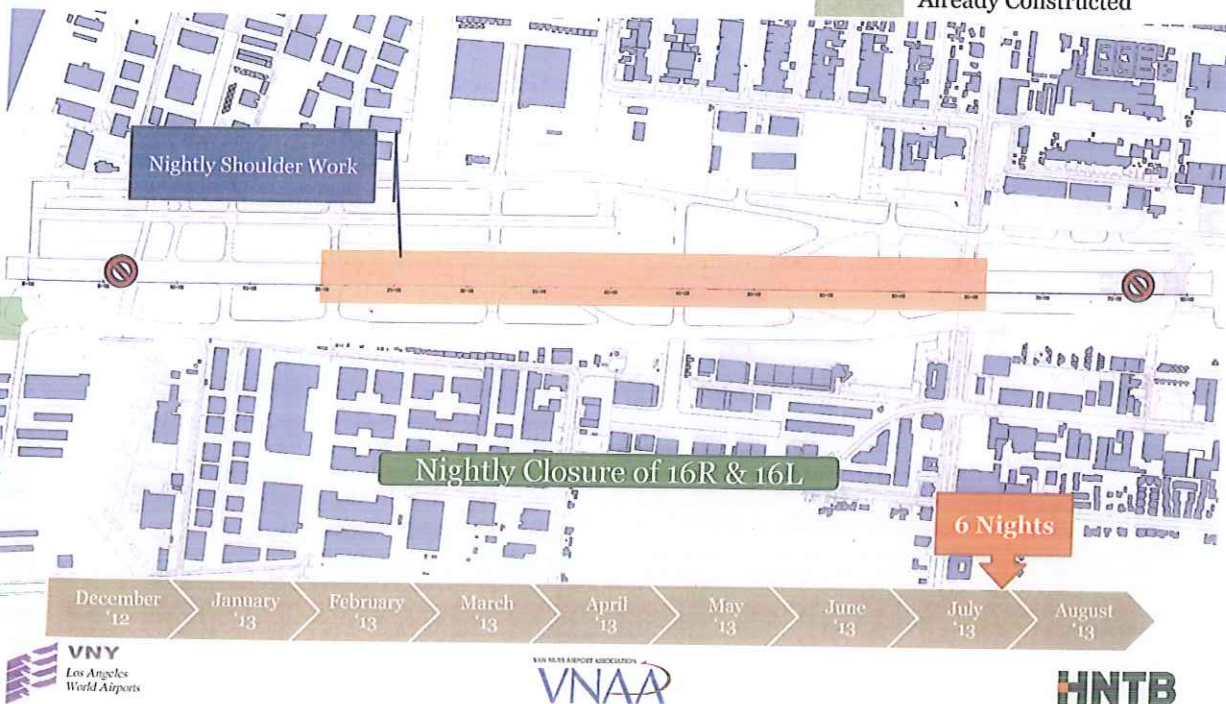 Already Constructed
Nightly Shoulder Work
Nightly Closure of 16R & 16L
6 Nights
December '12
January '13
February '13
March '13
April '13
May '13
June '13
July '13
August '13
VNY
Los Angeles
World Airports
VAN NUYS AIRPORT ASSOCIATION
VNAA
HNTB